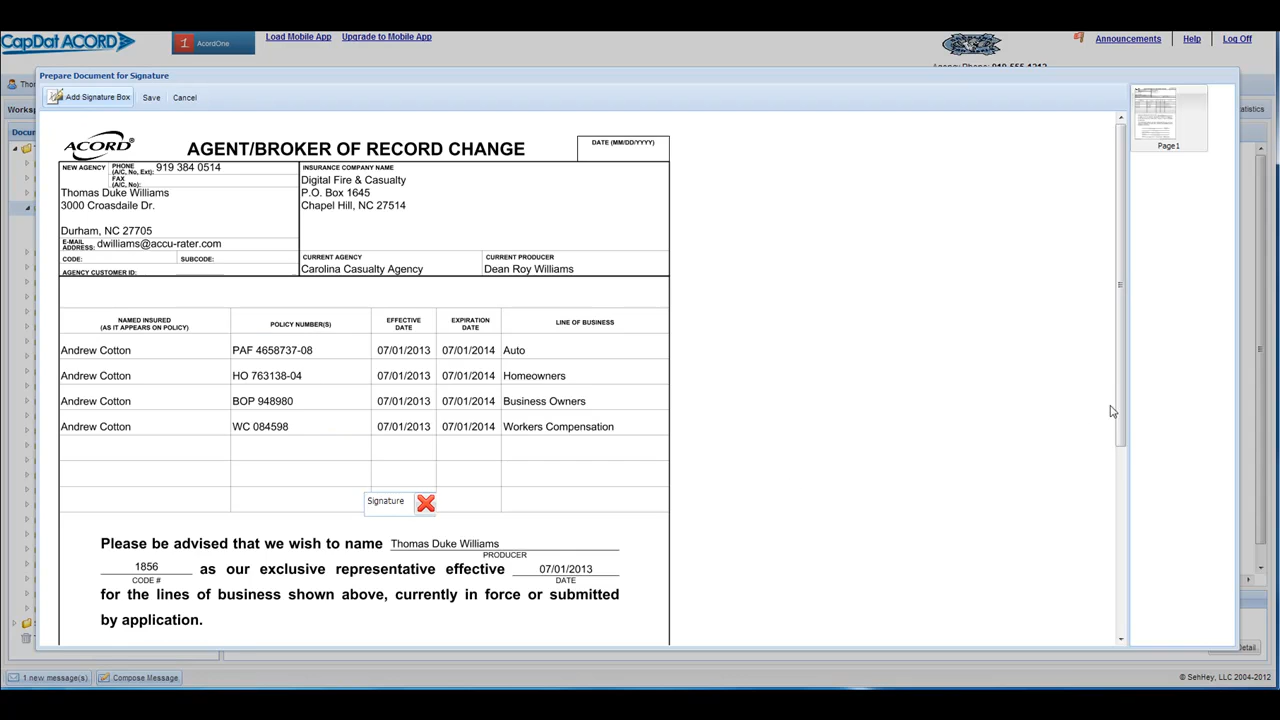 CapDat ACORD
1 AcordOne
Load Mobile App Upgrade to Mobile App
Announcements Help Log Off
Prepare Document for Signature
Add Signature Box Save Cancel
ACORD®
AGENT/BROKER OF RECORD CHANGE
DATE (MM/DD/YYYY)
NEW AGENCY PHONE (A/C, No, Ext): 919 384 0514
FAX (A/C, No):
Thomas Duke Williams
3000 Croasdaile Dr.
Durham, NC 27705
E-MAIL ADDRESS: dwilliams@accu-rater.com
CODE: SUBCODE:
AGENCY CUSTOMER ID:
INSURANCE COMPANY NAME
Digital Fire & Casualty
P.O. Box 1645
Chapel Hill, NC 27514
CURRENT AGENCY CURRENT PRODUCER
Carolina Casualty Agency Dean Roy Williams
NAMED INSURED (AS IT APPEARS ON POLICY) POLICY NUMBER(S) EFFECTIVE DATE EXPIRATION DATE LINE OF BUSINESS
Andrew Cotton PAF 4658737-08 07/01/2013 07/01/2014 Auto
Andrew Cotton HO 763138-04 07/01/2013 07/01/2014 Homeowners
Andrew Cotton BOP 948980 07/01/2013 07/01/2014 Business Owners
Andrew Cotton WC 084598 07/01/2013 07/01/2014 Workers Compensation
Signature
Please be advised that we wish to name Thomas Duke Williams
PRODUCER
1856 as our exclusive representative effective 07/01/2013
CODE # DATE
for the lines of business shown above, currently in force or submitted
by application.
Page1
1 new message(s) Compose Message
© SehHey, LLC 2004-2012